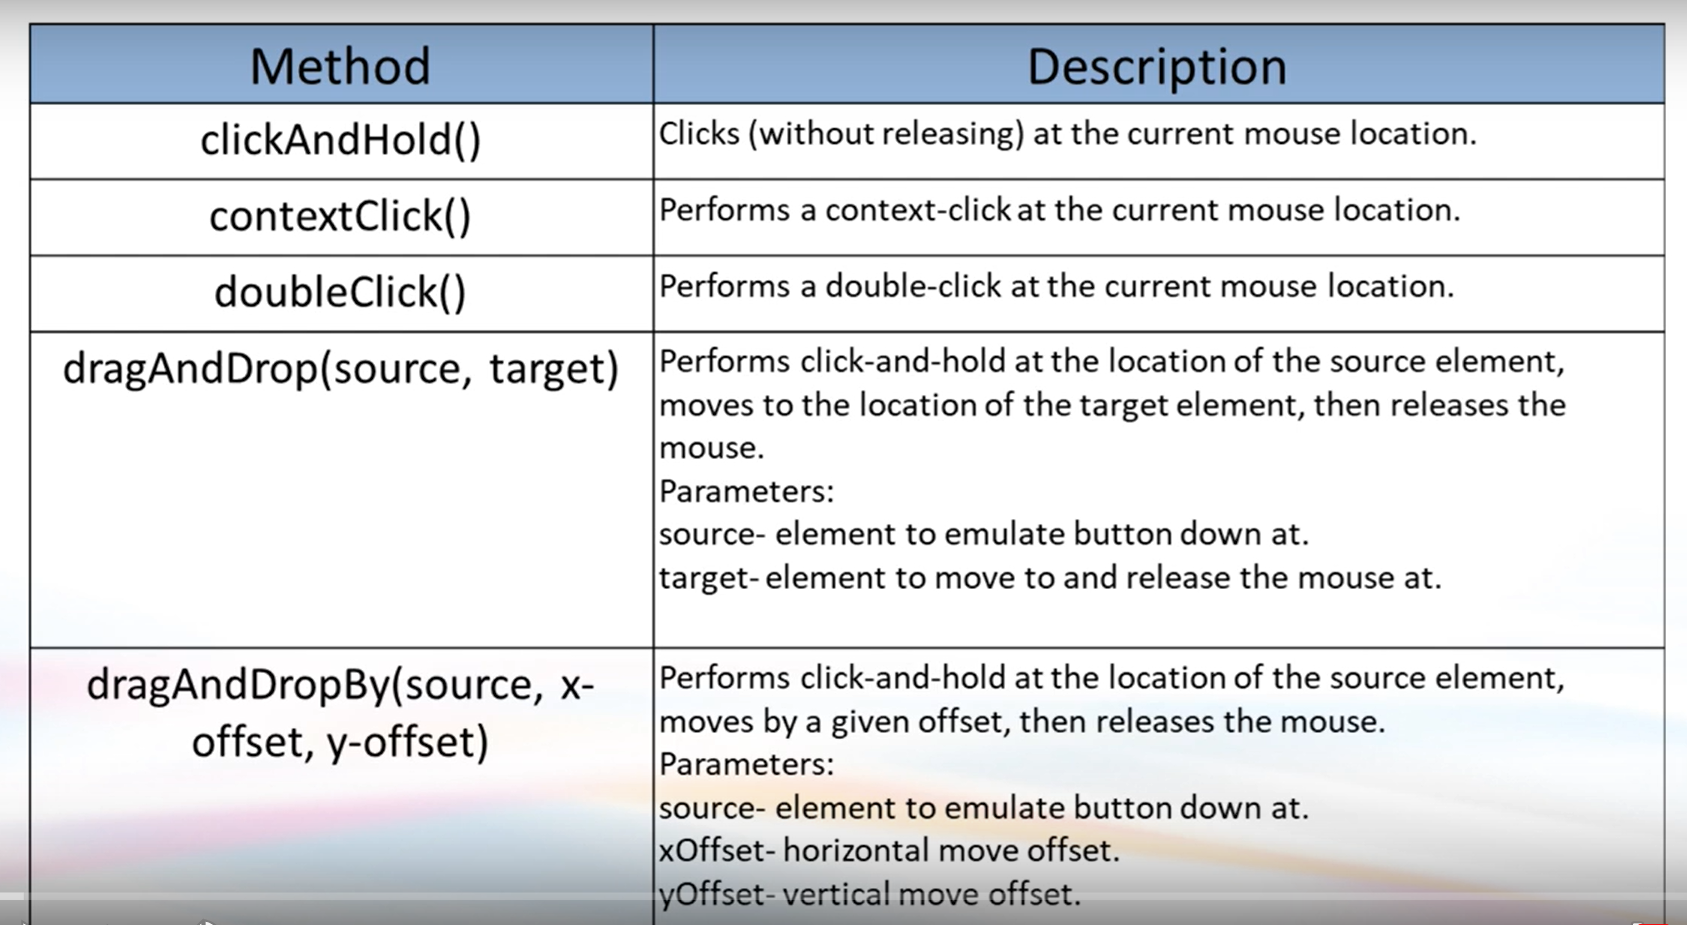 Method
Description
clickAndHold()
Clicks (without releasing) at the current mouse location.
contextClick()
Performs a context-click at the current mouse location.
doubleClick()
Performs a double-click at the current mouse location.
dragAndDrop(source, target)
Performs click-and-hold at the location of the source element,
moves to the location of the target element, then releases the
mouse.
Parameters:
source- element to emulate button down at.
target- element to move to and release the mouse at.
dragAndDropBy(source, x-
offset, y-offset)
Performs click-and-hold at the location of the source element,
moves by a given offset, then releases the mouse.
Parameters:
source- element to emulate button down at.
xOffset- horizontal move offset.
yOffset- vertical move offset.